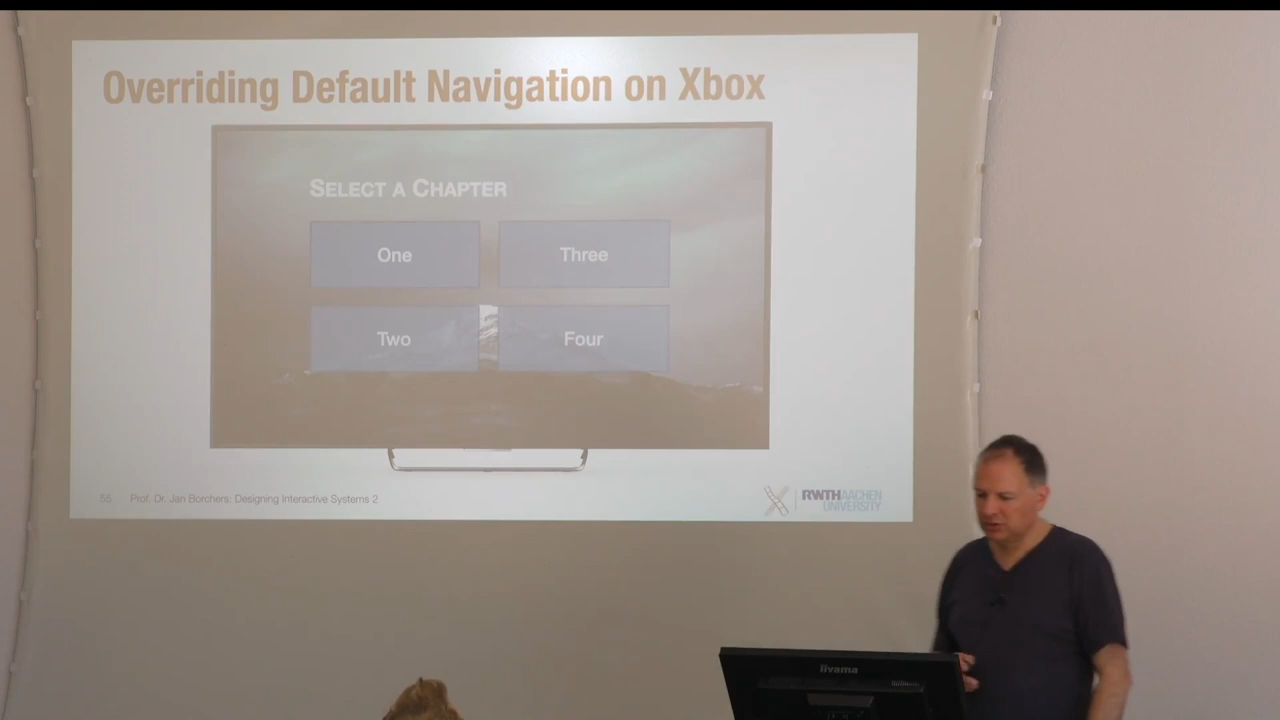 Overriding Default Navigation on Xbox
SELECT A CHAPTER
One
Three
Two
Four
55 Prof. Dr. Jan Borchers: Designing Interactive Systems 2
RWTH AACHEN
UNIVERSITY
iiyama